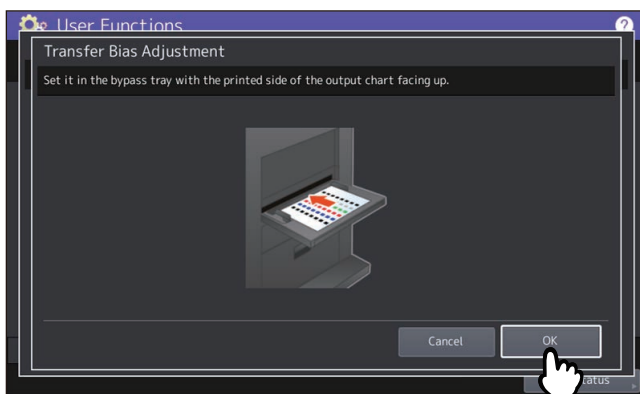 User Functions
?
Transfer Bias Adjustment
Set it in the bypass tray with the printed side of the output chart facing up.
Cancel
OK